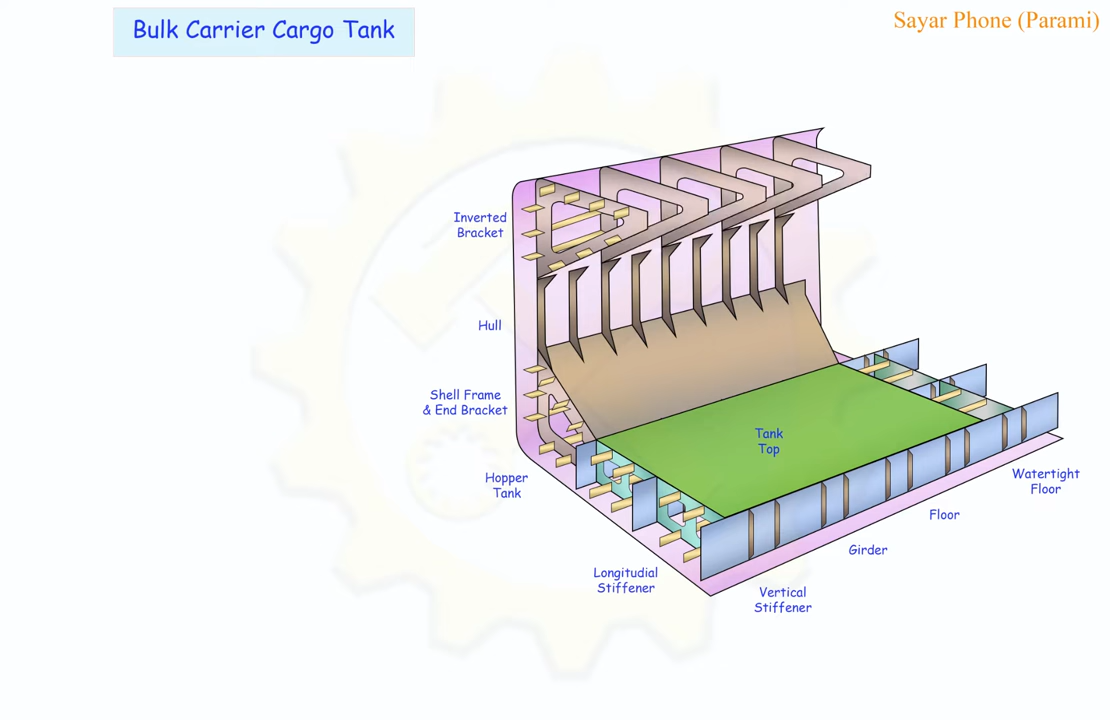 Bulk Carrier Cargo Tank
Sayar Phone (Parami)
Inverted
Bracket
Hull
Shell Frame
& End Bracket
Hopper
Tank
Longitudial
Stiffener
Vertical
Stiffener
Girder
Floor
Watertight
Floor
Tank
Top